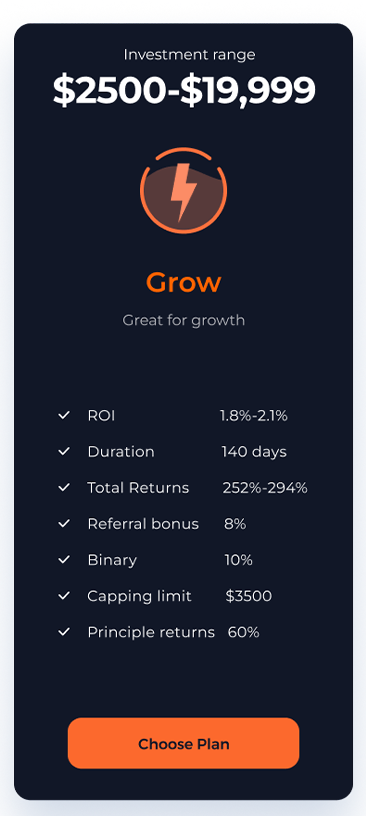 Investment range
$2500-$19,999
Grow
Great for growth
ROI 1.8%-2.1%
Duration 140 days
Total Returns 252%-294%
Referral bonus 8%
Binary 10%
Capping limit $3500
Principle returns 60%
Choose Plan